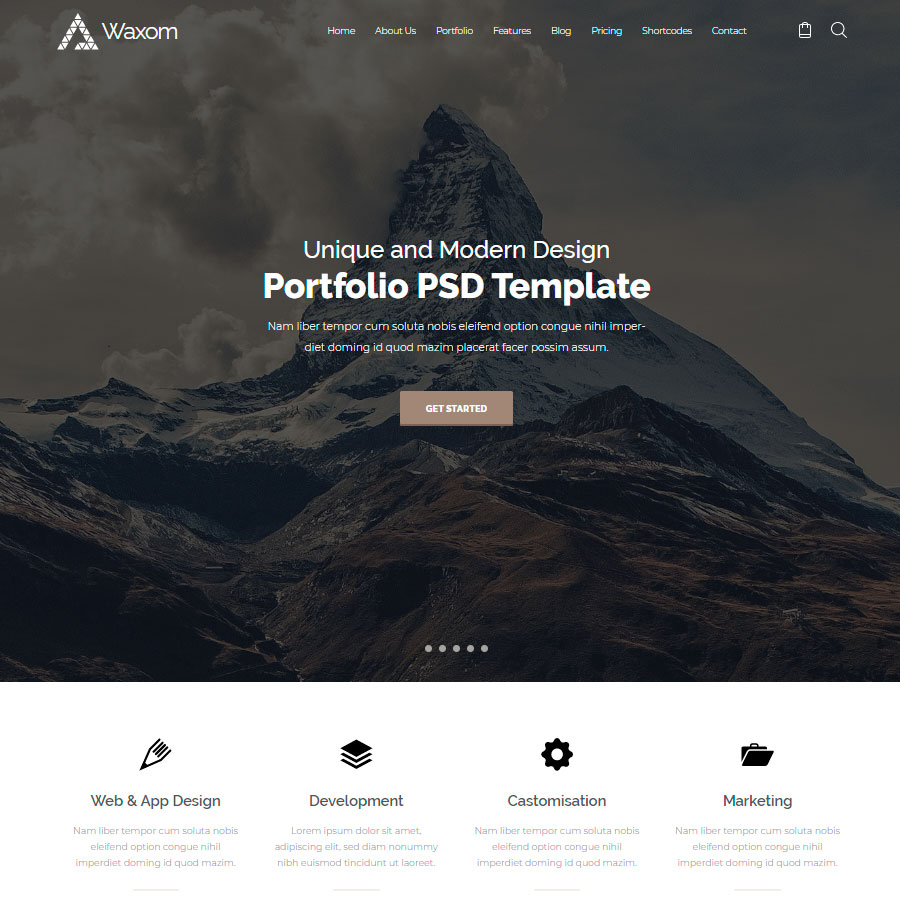 Waxom
Home About Us Portfolio Features Blog Pricing Shortcodes Contact
Unique and Modern Design
Portfolio PSD Template
Nam liber tempor cum soluta nobis eleifend option congue nihil imper-
diet doming id quod mazim placerat facer possim assum.
GET STARTED
Web & App Design
Nam liber tempor cum soluta nobis
eleifend option congue nihil
imperdiet doming id quod mazim.
Development
Lorem ipsum dolor sit amet,
adipiscing elit, sed diam nonummy
nibh euismod tincidunt ut laoreet.
Castomisation
Nam liber tempor cum soluta nobis
eleifend option congue nihil
imperdiet doming id quod mazim.
Marketing
Nam liber tempor cum soluta nobis
eleifend option congue nihil
imperdiet doming id quod mazim.